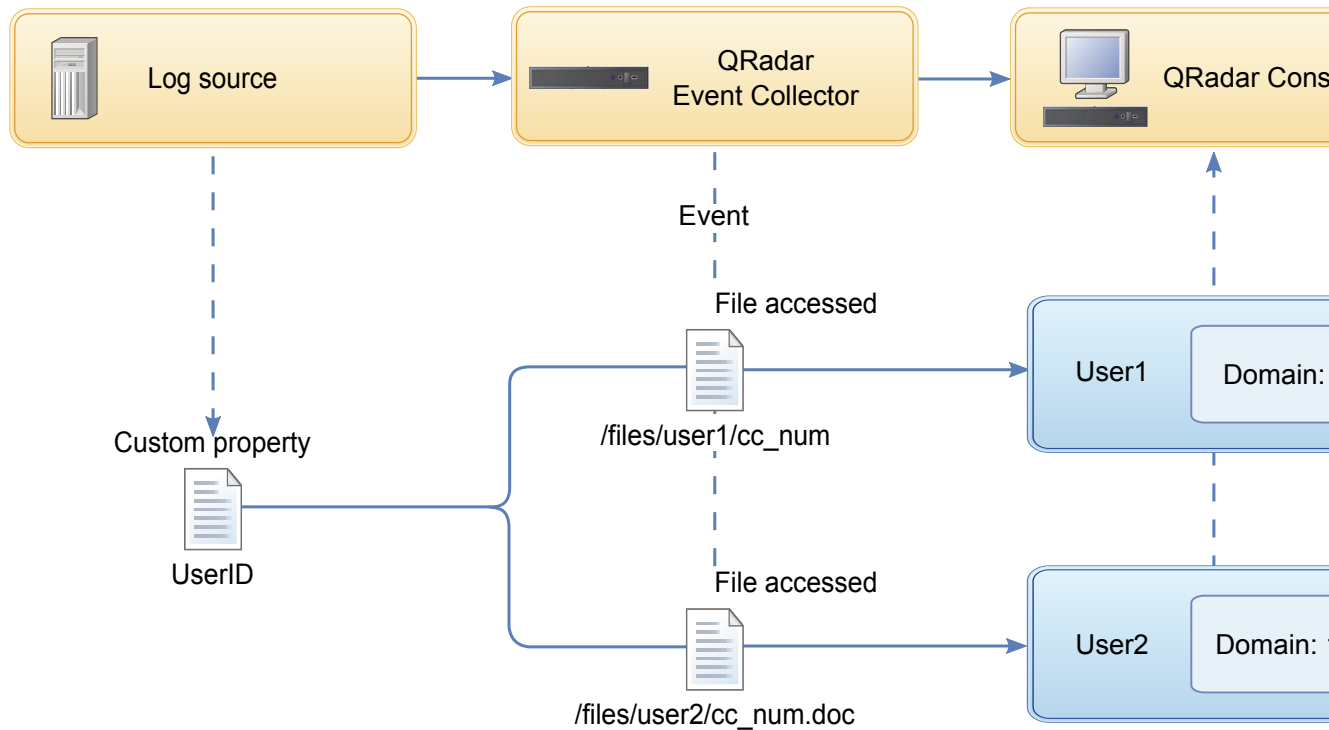 Log source
QRadar
Event Collector
QRadar Cons
Event
File accessed
User1
Domain:
/files/user1/cc_num
Custom property
UserID
File accessed
User2
Domain:
/files/user2/cc_num.doc